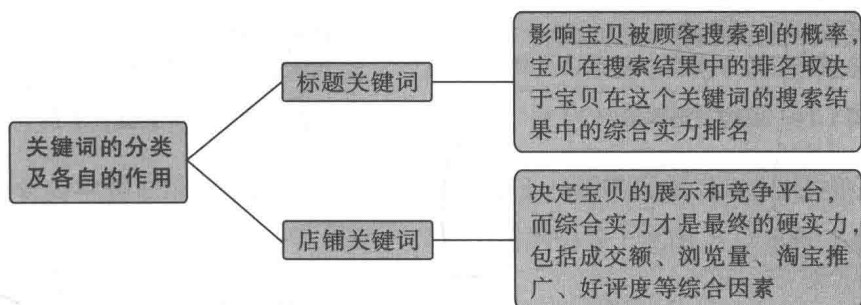 关键词的分类
及各自的作用
标题关键词
影响宝贝被顾客搜索到的概率,
宝贝在搜索结果中的排名取决
于宝贝在这个关键词的搜索结
果中的综合实力排名
店铺关键词
决定宝贝的展示和竞争平台，
而综合实力才是最终的硬实力,
包括成交额、浏览量、淘宝推
广、好评度等综合因素